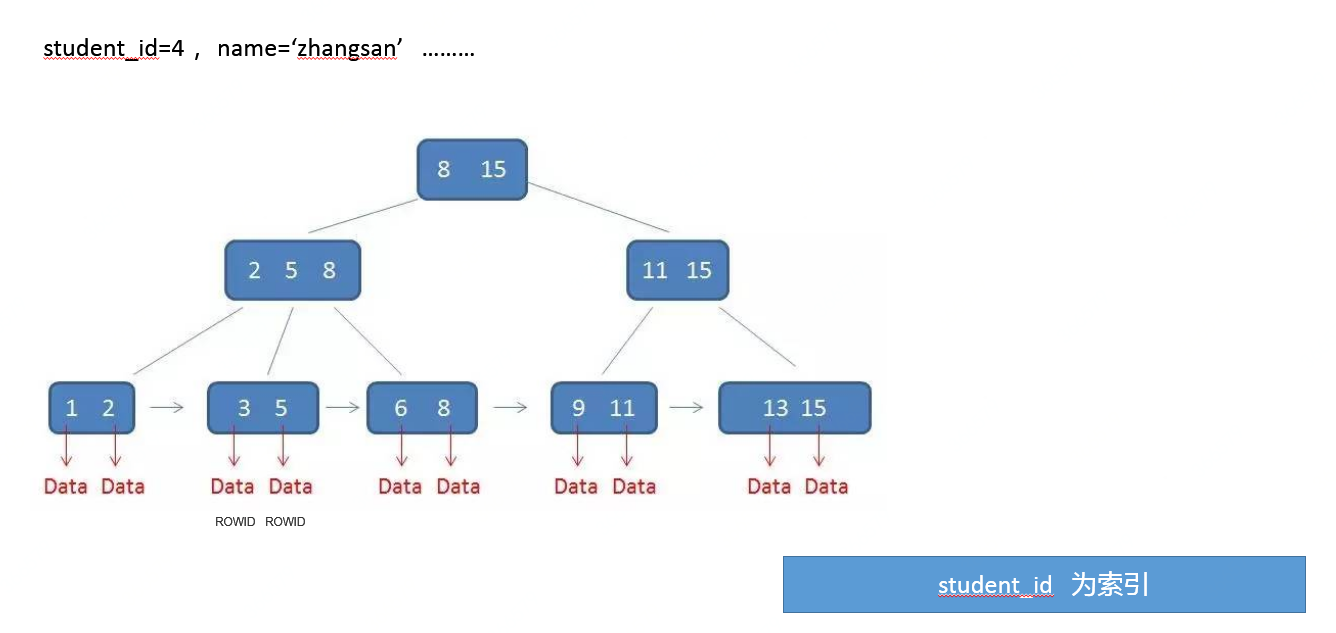 student_id=4 ， name=‘zhangsan’ ………
8 15
2 5 8
11 15
1 2
3 5
6 8
9 11
13 15
Data Data
Data Data
Data Data
Data Data
Data Data
ROWID ROWID
student_id 为索引